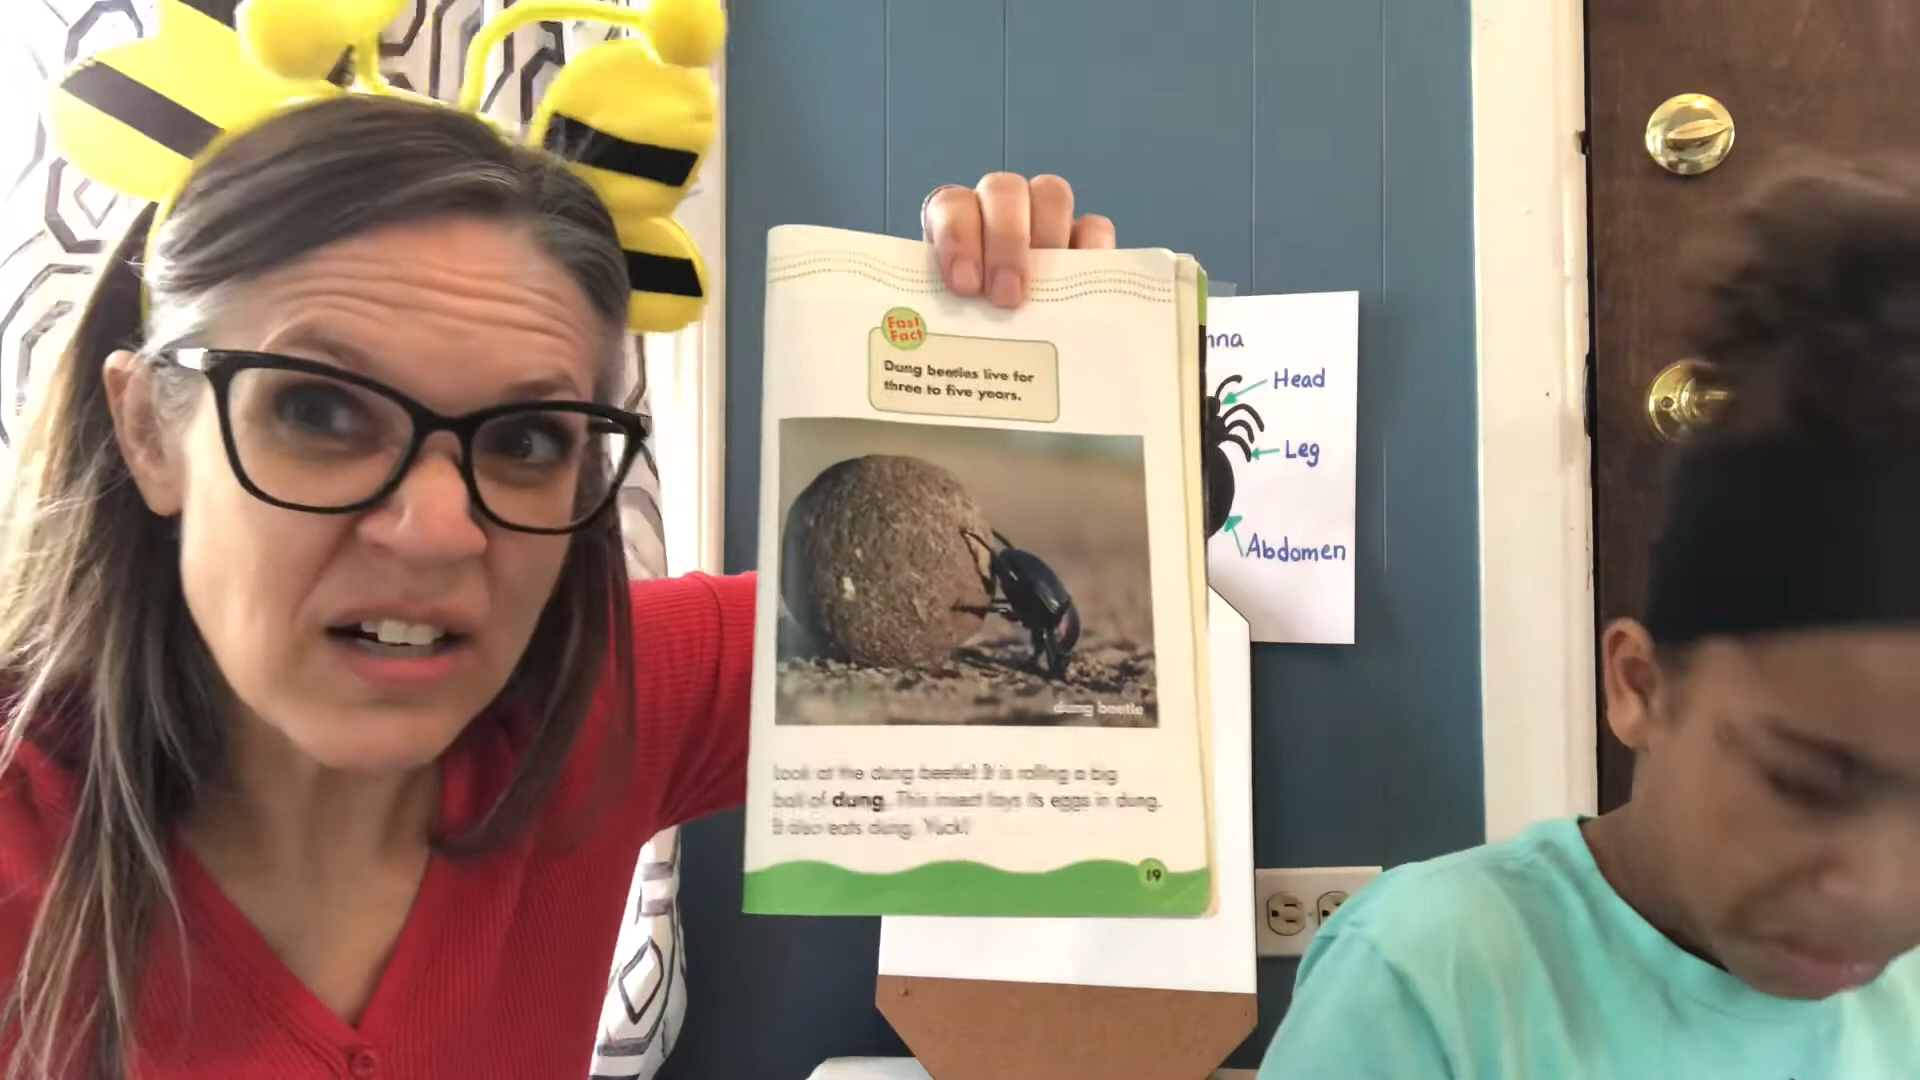 Fast
Fact
Dung beetles live for
three to five years.
dung beetle
Look at the dung beetle! It is rolling a big
ball of dung. This insect lays its eggs in dung.
It also eats dung. Yuck!
19
Head
Leg
Abdomen